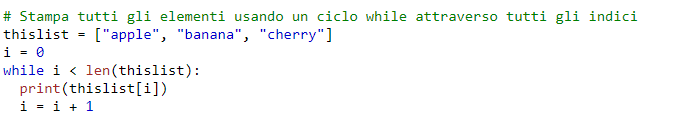 # Stampa tutti gli elementi usando un ciclo while attraverso tutti gli indici
thislist = ["apple", "banana", "cherry"]
i = 0
while i < len(thislist):
  print(thislist[i])
  i = i + 1